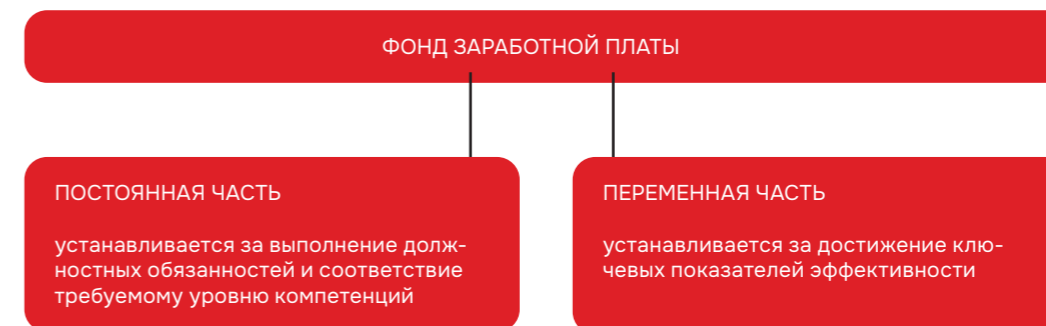 ФОНД ЗАРАБОТНОЙ ПЛАТЫ
ПОСТОЯННАЯ ЧАСТЬ
устанавливается за выполнение долж-
ностных обязанностей и соответствие
требуемому уровню компетенций
ПЕРЕМЕННАЯ ЧАСТЬ
устанавливается за достижение клю-
чевых показателей эффективности